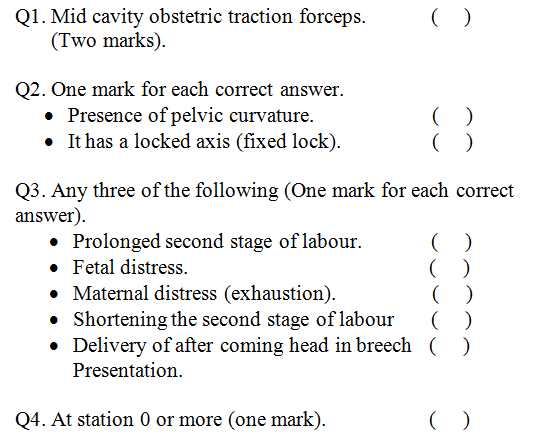 Q1. Mid cavity obstetric traction forceps. ( )
(Two marks).
Q2. One mark for each correct answer.
• Presence of pelvic curvature. ( )
• It has a locked axis (fixed lock). ( )
Q3. Any three of the following (One mark for each correct
answer).
• Prolonged second stage of labour. ( )
• Fetal distress. ( )
• Maternal distress (exhaustion). ( )
• Shortening the second stage of labour ( )
• Delivery of after coming head in breech ( )
Presentation.
Q4. At station 0 or more (one mark). ( )